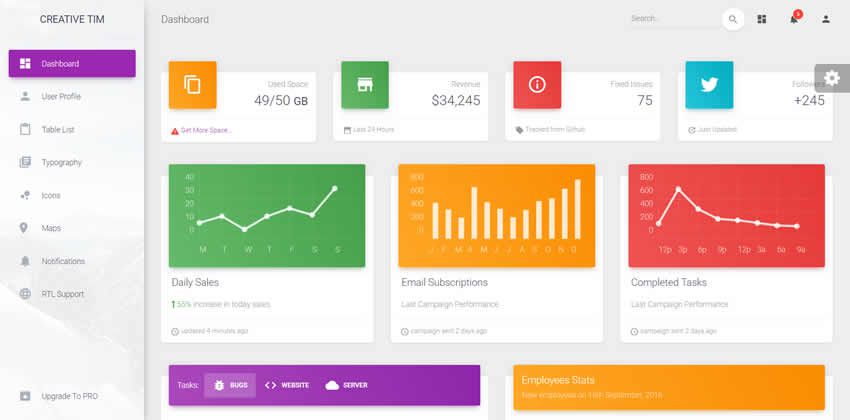 CREATIVE TIM
Dashboard
Search...
5
Dashboard
User Profile
Table List
Typography
Icons
Maps
Notifications
RTL Support
Upgrade To PRO
Used Space
49/50 GB
Get More Space...
Revenue
$34,245
Last 24 Hours
Fixed Issues
75
Tracked from Github
Followers
+245
Just Updated
40
30
20
10
0
M T W T F S S
Daily Sales
55% increase in today sales.
updated 4 minutes ago
800
600
400
200
0
J F M A M J J A S O N D
Email Subscriptions
Last Campaign Performance
campaign sent 2 days ago
800
600
400
200
0
12p 3p 6p 9p 12p 3a 6a 9a
Completed Tasks
Last Campaign Performance
campaign sent 2 days ago
Tasks: BUGS WEBSITE SERVER
Employees Stats
New employees on 15th September, 2016